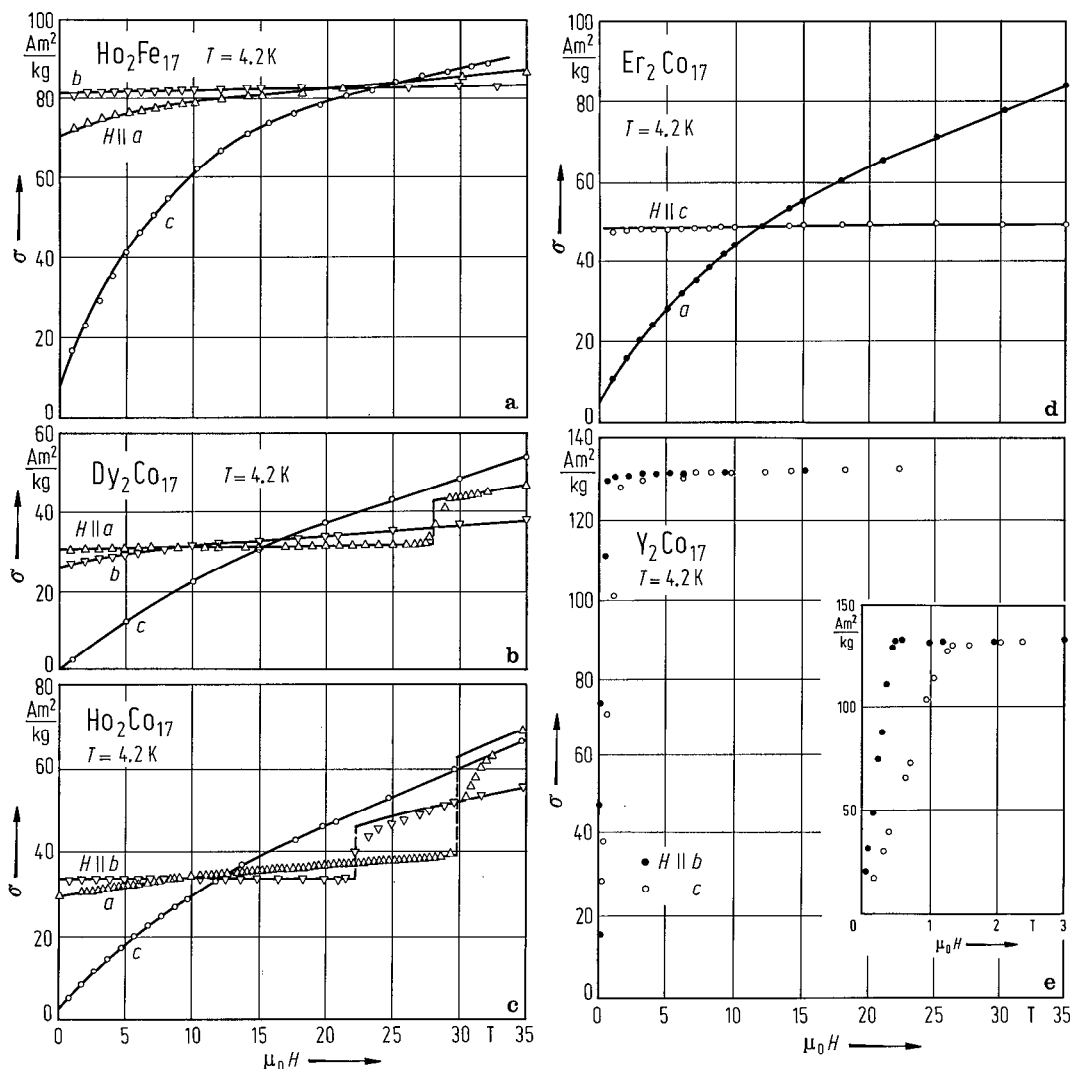 100
Am²
kg
80
60
40
20
0
σ
Ho₂Fe₁₇ T = 4.2 K
b
H ∥ a
c
a
60
Am²
kg
40
20
0
σ
Dy₂Co₁₇ T = 4.2 K
H ∥ a
b
c
b
80
Am²
kg
60
40
20
0
σ
Ho₂Co₁₇
T = 4.2 K
H ∥ b
a
c
c
0 5 10 15 20 25 30 T 35
μ₀H
100
Am²
kg
80
60
40
20
0
σ
Er₂Co₁₇
T = 4.2 K
H ∥ c
a
d
140
Am²
kg
120
100
80
60
40
20
0
σ
Y₂Co₁₇
T = 4.2 K
• H ∥ b
○ c
150
Am²
kg
100
50
0
0 1 2 T 3
μ₀H
e
0 5 10 15 20 25 30 T 35
μ₀H